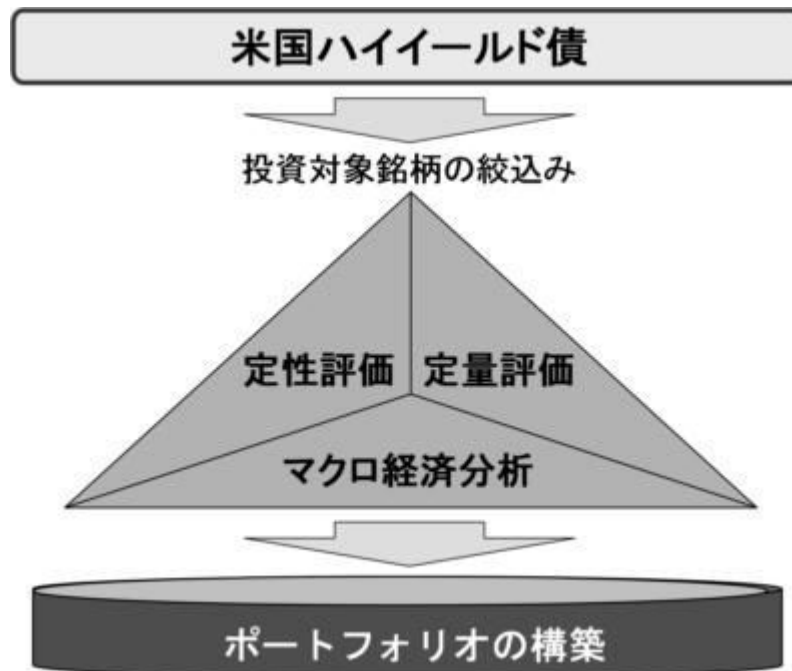 米国ハイイールド債
投資対象銘柄の絞込み
定性評価
定量評価
マクロ経済分析
ポートフォリオの構築